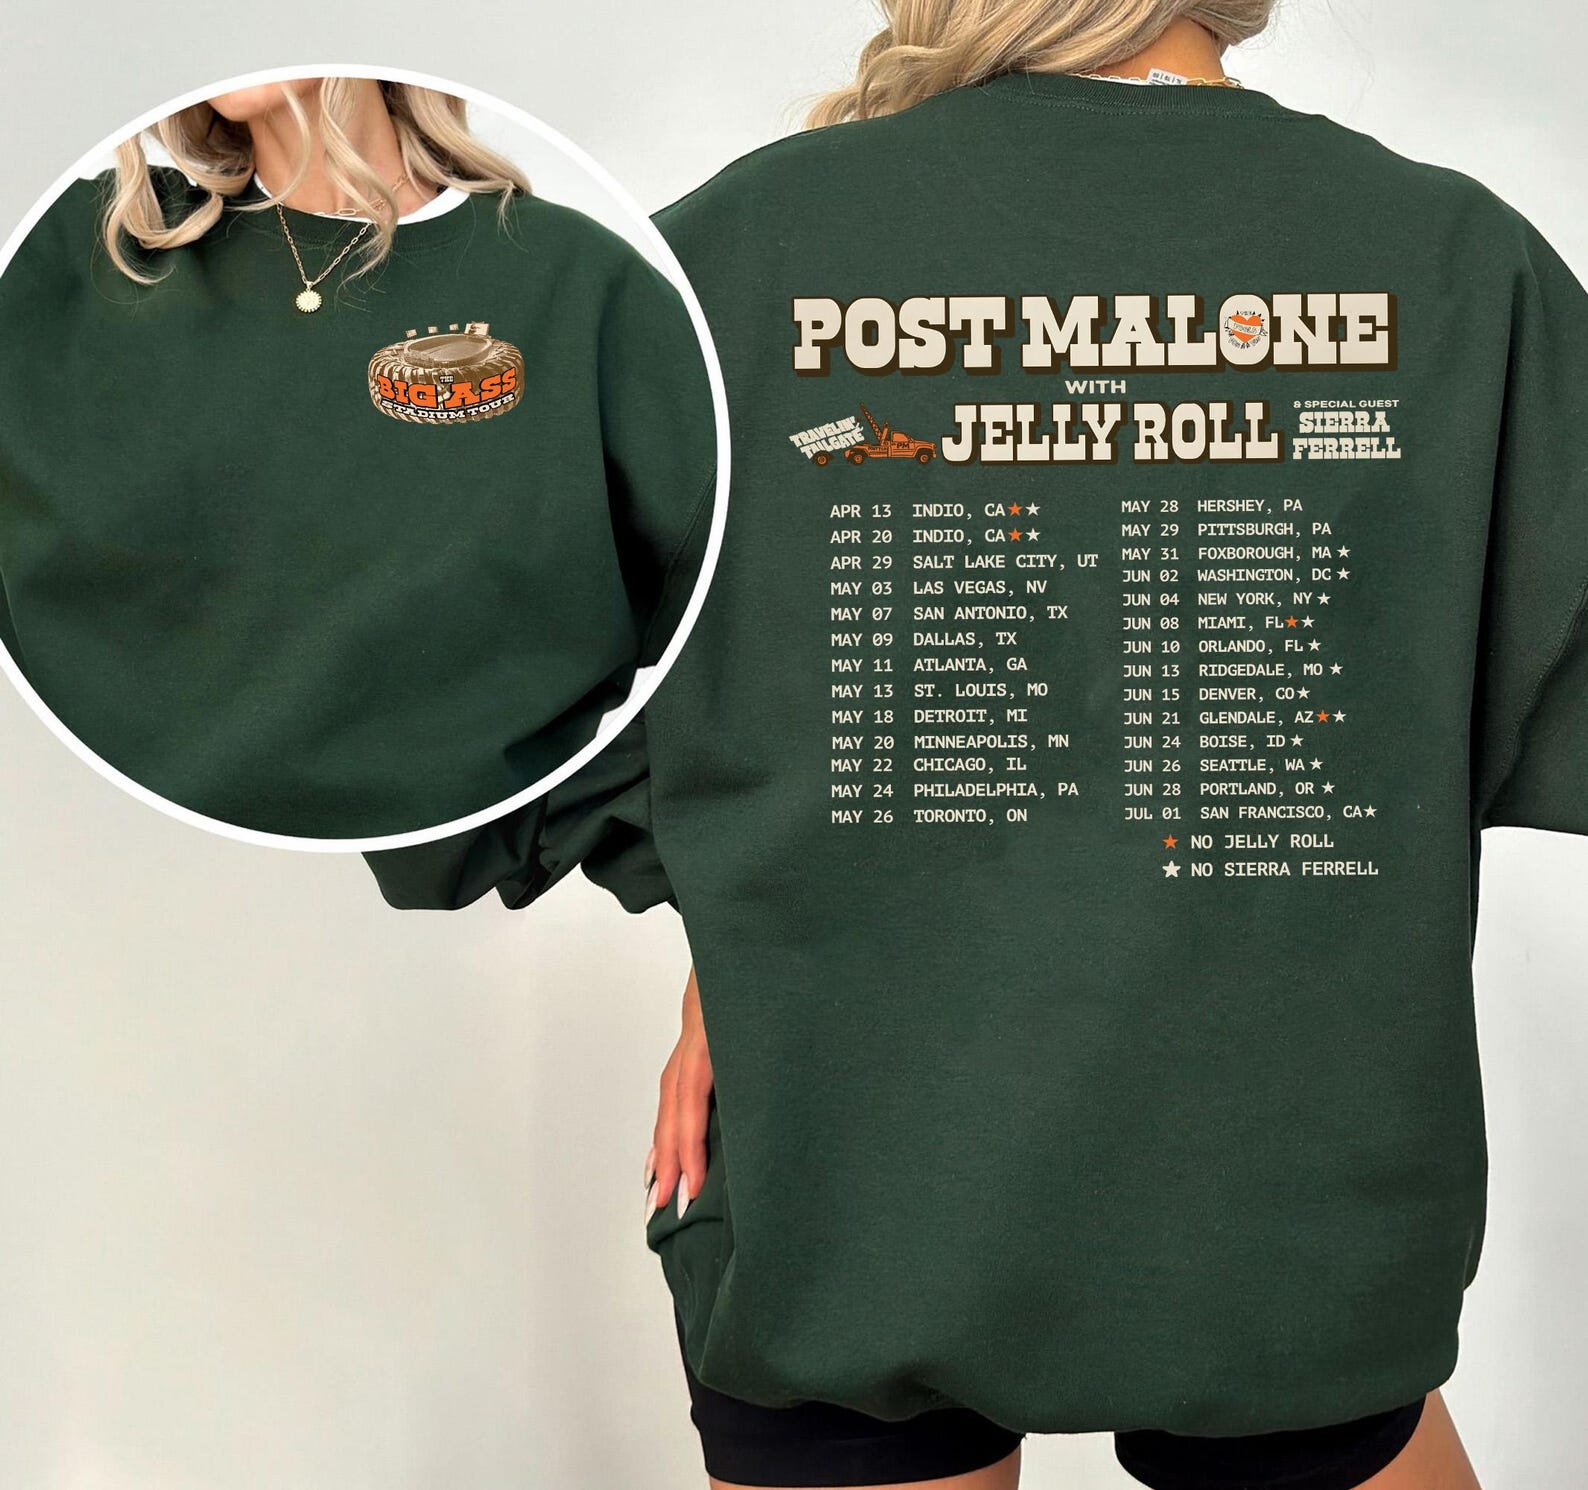 THE
BIG ASS
STADIUM TOUR
POST MALONE
WITH
TRAVELIN' TAILGATE
PM
JELLY ROLL
& SPECIAL GUEST
SIERRA
FERRELL
APR 13 INDIO, CA★★
APR 20 INDIO, CA★★
APR 29 SALT LAKE CITY, UT
MAY 03 LAS VEGAS, NV
MAY 07 SAN ANTONIO, TX
MAY 09 DALLAS, TX
MAY 11 ATLANTA, GA
MAY 13 ST. LOUIS, MO
MAY 18 DETROIT, MI
MAY 20 MINNEAPOLIS, MN
MAY 22 CHICAGO, IL
MAY 24 PHILADELPHIA, PA
MAY 26 TORONTO, ON
MAY 28 HERSHEY, PA
MAY 29 PITTSBURGH, PA
MAY 31 FOXBOROUGH, MA ★
JUN 02 WASHINGTON, DC ★
JUN 04 NEW YORK, NY ★
JUN 08 MIAMI, FL★★
JUN 10 ORLANDO, FL ★
JUN 13 RIDGEDALE, MO ★
JUN 15 DENVER, CO★
JUN 21 GLENDALE, AZ★★
JUN 24 BOISE, ID ★
JUN 26 SEATTLE, WA ★
JUN 28 PORTLAND, OR ★
JUL 01 SAN FRANCISCO, CA★
★ NO JELLY ROLL
★ NO SIERRA FERRELL